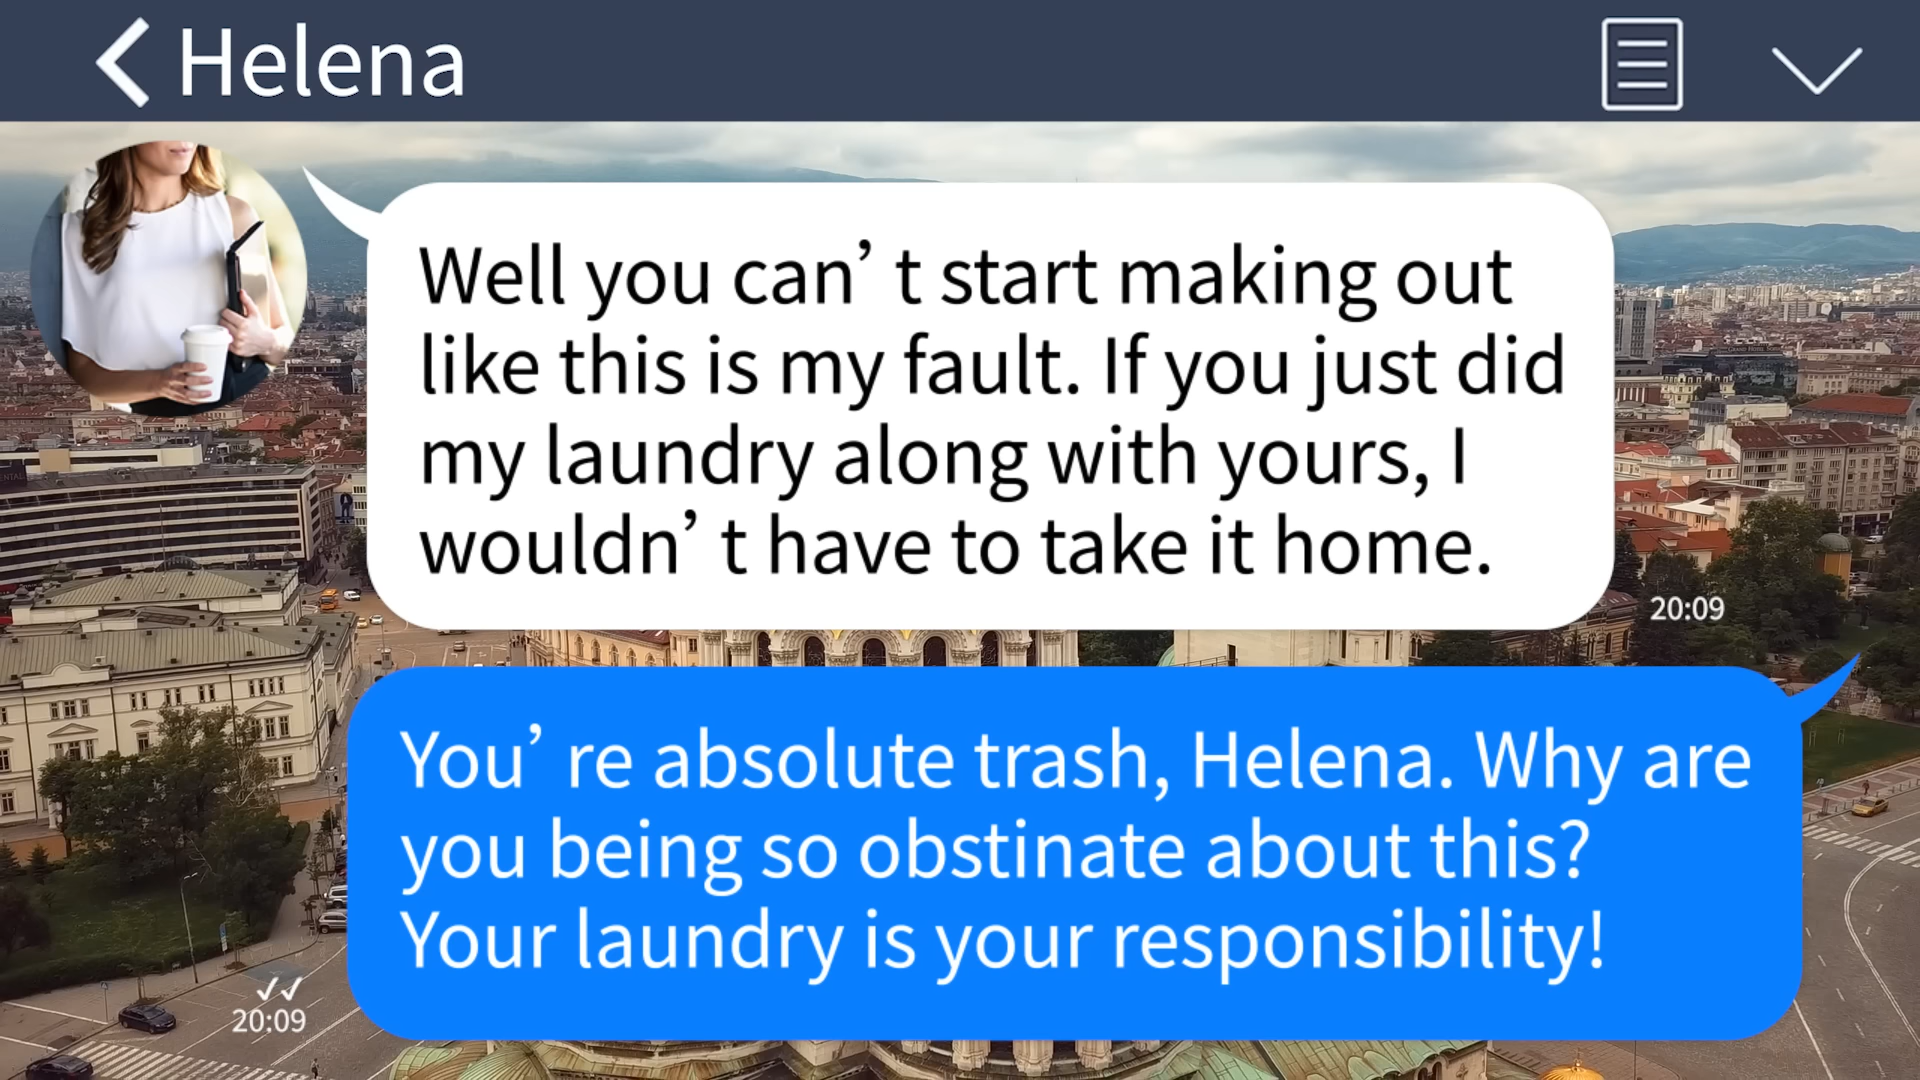 Helena
Well you can’ t start making out
like this is my fault. If you just did
my laundry along with yours, I
wouldn’ t have to take it home.
20:09
You’ re absolute trash, Helena. Why are
you being so obstinate about this?
Your laundry is your responsibility!
20:09